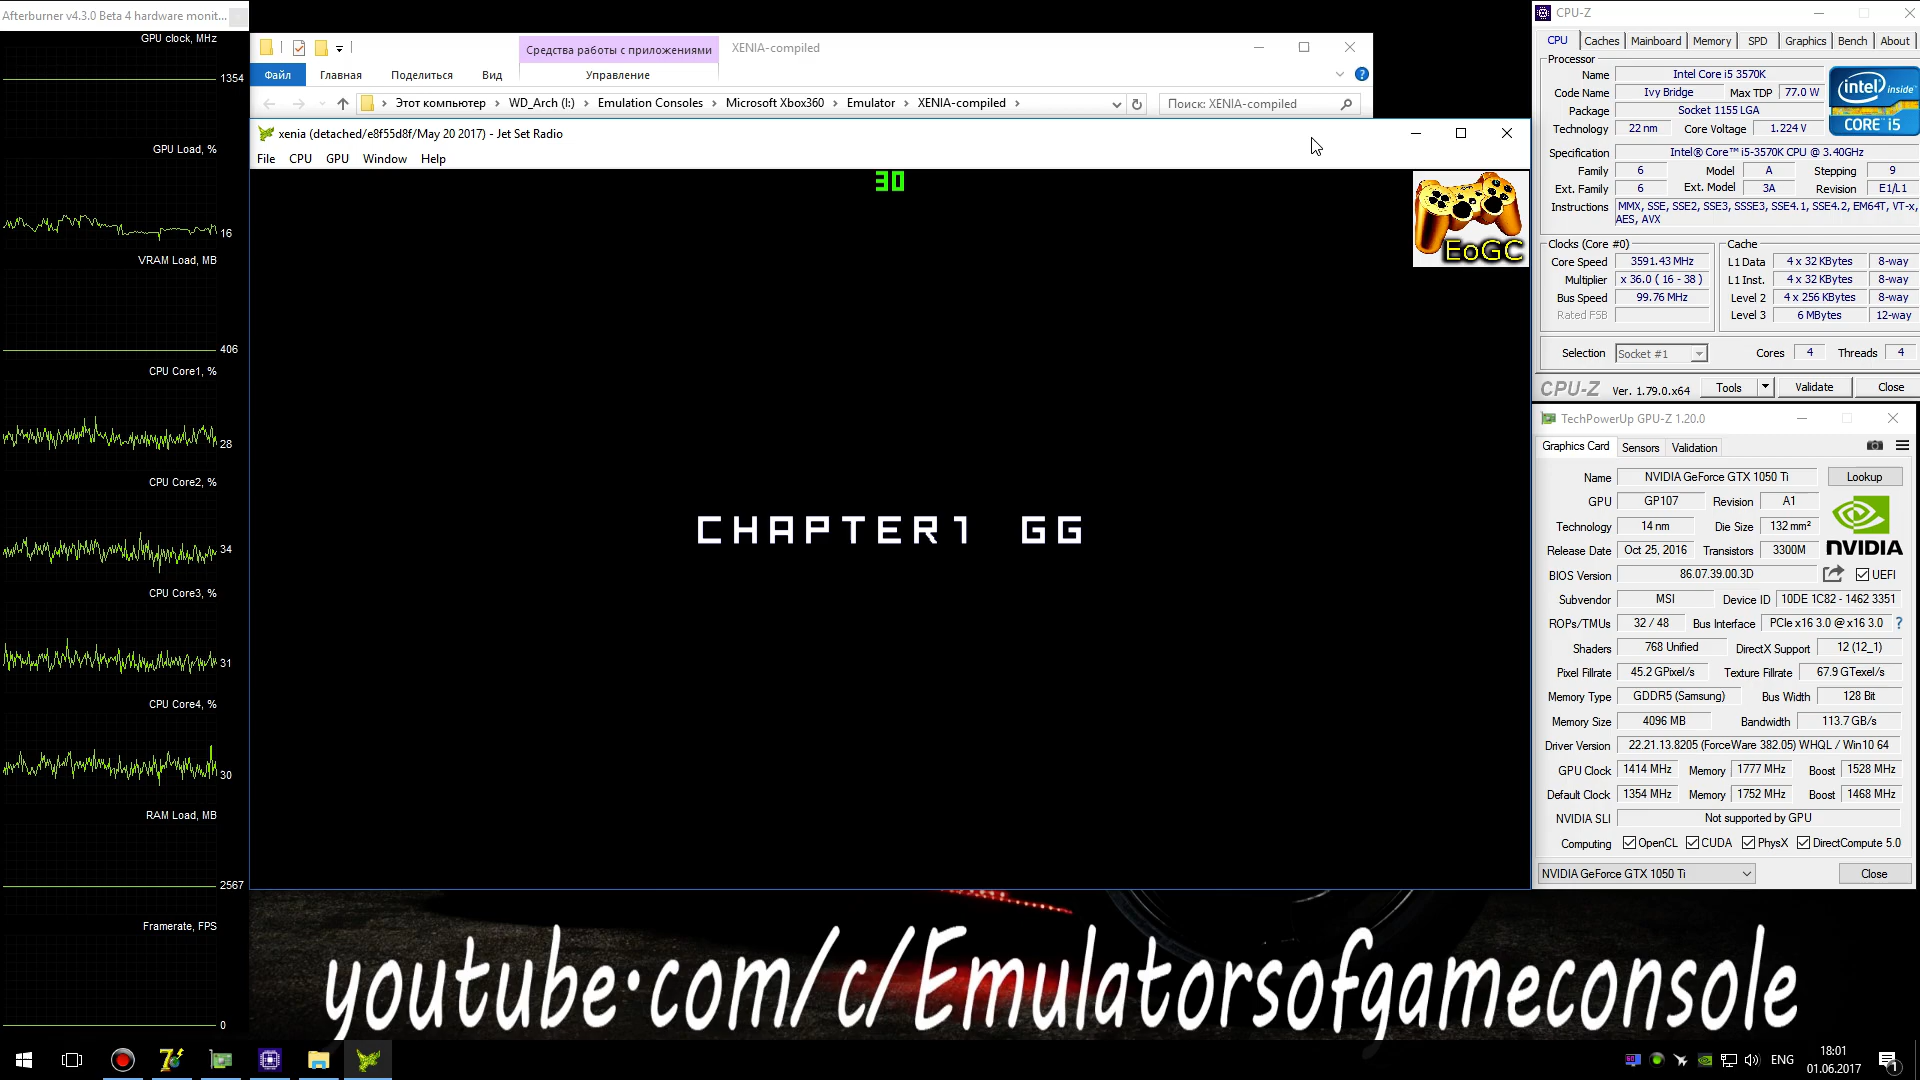 Afterburner v4.3.0 Beta 4 hardware monit...
GPU clock, MHz
1354
GPU Load, %
16
VRAM Load, MB
406
CPU Core1, %
28
CPU Core2, %
34
CPU Core3, %
31
CPU Core4, %
30
RAM Load, MB
2567
Framerate, FPS
0
Средства работы с приложениями
XENIA-compiled
Файл Главная Поделиться Вид Управление
Этот компьютер WD_Arch (I:) Emulation Consoles Microsoft Xbox360 Emulator XENIA-compiled
Поиск: XENIA-compiled
xenia (detached/e8f55d8f/May 20 2017) - Jet Set Radio
File CPU GPU Window Help
30
EoGC
CHAPTER1 GG
CPU-Z
CPU Caches Mainboard Memory SPD Graphics Bench About
Processor
Name Intel Core i5 3570K
Code Name Ivy Bridge Max TDP 77.0 W
Package Socket 1155 LGA
Technology 22 nm Core Voltage 1.224 V
intel inside
CORE i5
Specification Intel® Core™ i5-3570K CPU @ 3.40GHz
Family 6 Model A Stepping 9
Ext. Family 6 Ext. Model 3A Revision E1/L1
Instructions MMX, SSE, SSE2, SSE3, SSSE3, SSE4.1, SSE4.2, EM64T, VT-x,
AES, AVX
Clocks (Core #0) Cache
Core Speed 3591.43 MHz L1 Data 4 x 32 KBytes 8-way
Multiplier x 36.0 ( 16 - 38 ) L1 Inst. 4 x 32 KBytes 8-way
Bus Speed 99.76 MHz Level 2 4 x 256 KBytes 8-way
Rated FSB Level 3 6 MBytes 12-way
Selection Socket #1 Cores 4 Threads 4
CPU-Z Ver. 1.79.0.x64 Tools Validate Close
TechPowerUp GPU-Z 1.20.0
Graphics Card Sensors Validation
Name NVIDIA GeForce GTX 1050 Ti Lookup
GPU GP107 Revision A1
Technology 14 nm Die Size 132 mm²
Release Date Oct 25, 2016 Transistors 3300M
NVIDIA
BIOS Version 86.07.39.00.3D UEFI
Subvendor MSI Device ID 10DE 1C82 - 1462 3351
ROPs/TMUs 32 / 48 Bus Interface PCIe x16 3.0 @ x16 3.0 ?
Shaders 768 Unified DirectX Support 12 (12_1)
Pixel Fillrate 45.2 GPixel/s Texture Fillrate 67.9 GTexel/s
Memory Type GDDR5 (Samsung) Bus Width 128 Bit
Memory Size 4096 MB Bandwidth 113.7 GB/s
Driver Version 22.21.13.8205 (ForceWare 382.05) WHQL / Win10 64
GPU Clock 1414 MHz Memory 1777 MHz Boost 1528 MHz
Default Clock 1354 MHz Memory 1752 MHz Boost 1468 MHz
NVIDIA SLI Not supported by GPU
Computing OpenCL CUDA PhysX DirectCompute 5.0
NVIDIA GeForce GTX 1050 Ti Close
youtube.com/c/Emulatorsofgameconsole
ENG
18:01
01.06.2017
1